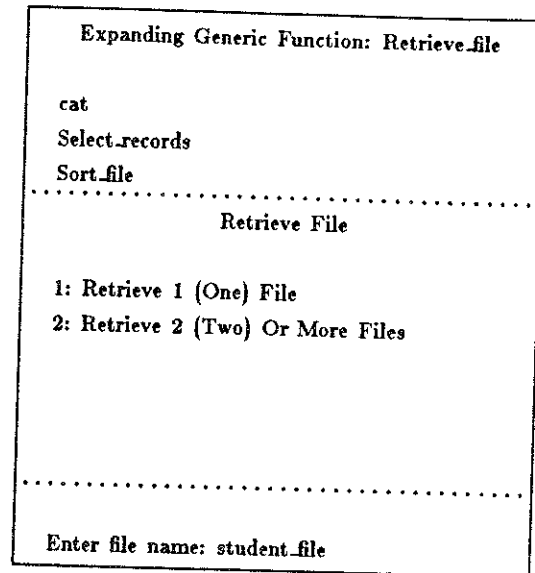 Expanding Generic Function: Retrieve_file
cat
Select_records
Sort_file
Retrieve File
1: Retrieve 1 (One) File
2: Retrieve 2 (Two) Or More Files
Enter file name: student_file